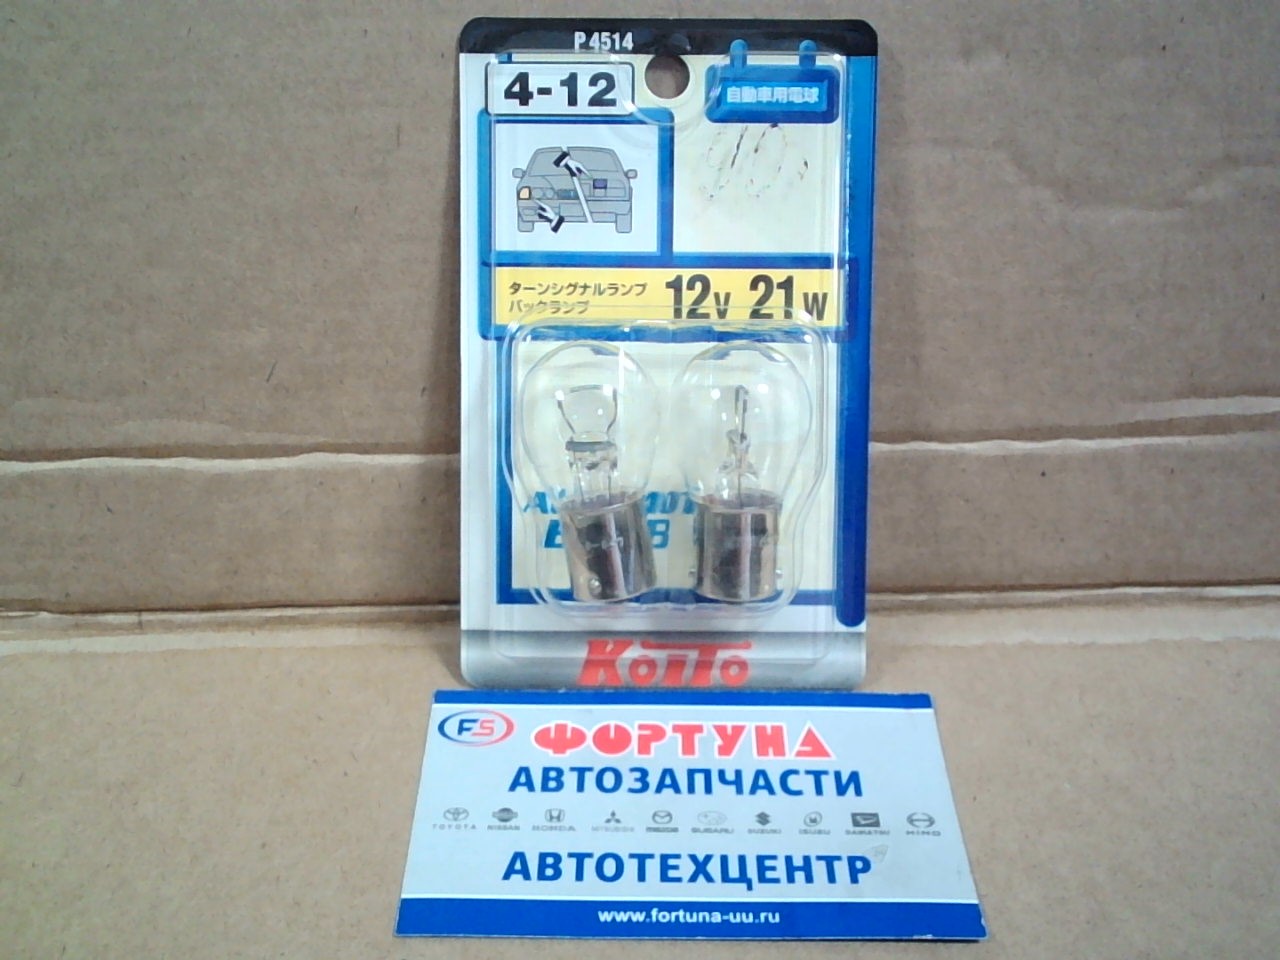 P4514
4-12
自動車用電球
ターンシグナルランプ
バックランプ
12V 21W
KOITO
FS
ФОРТУНА
АВТОЗАПЧАСТИ
TOYOTA NISSAN HONDA MITSUBISHI MAZDA SUBARU SUZUKI ISUZU DAIHATSU HINO
АВТОТЕХЦЕНТР
www.fortuna-uu.ru